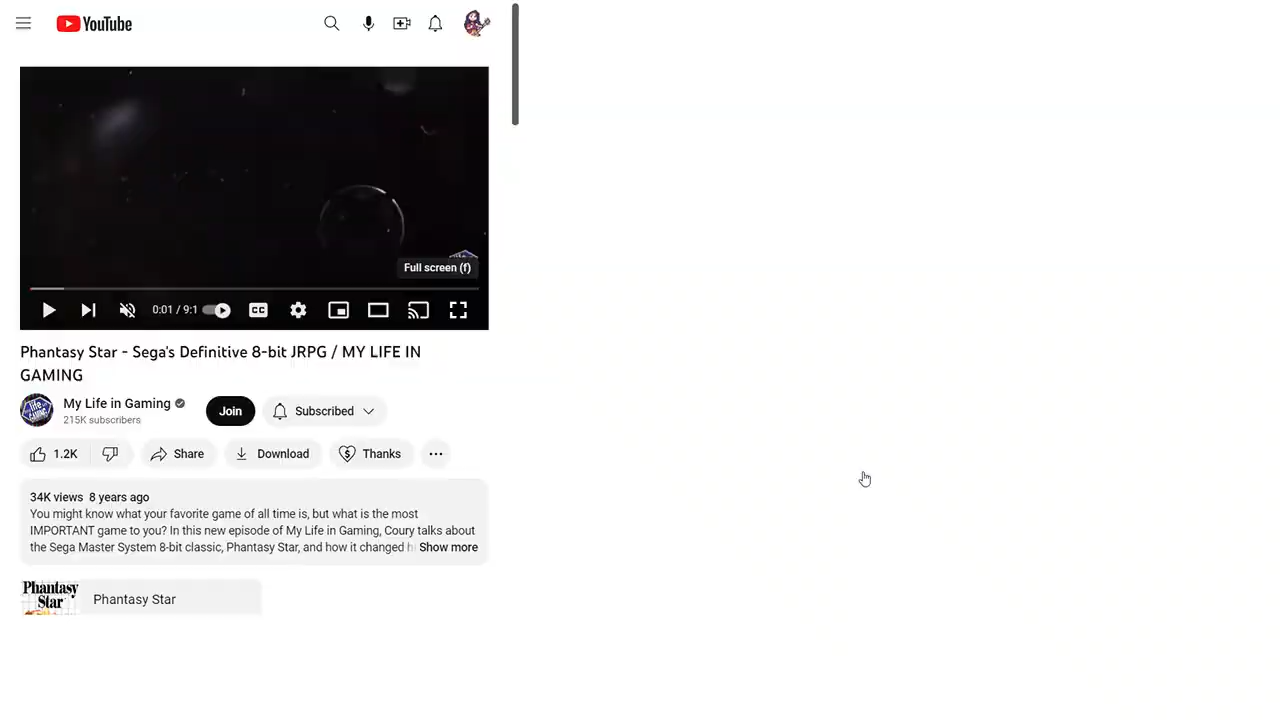 YouTube
Full screen (f)
0:01 / 9:1
CC
Phantasy Star - Sega's Definitive 8-bit JRPG / MY LIFE IN
GAMING
My Life in Gaming
215K subscribers
Join
Subscribed
1.2K
Share
Download
Thanks
34K views 8 years ago
You might know what your favorite game of all time is, but what is the most
IMPORTANT game to you? In this new episode of My Life in Gaming, Coury talks about
the Sega Master System 8-bit classic, Phantasy Star, and how it changed h Show more
Phantasy
Star
Phantasy Star